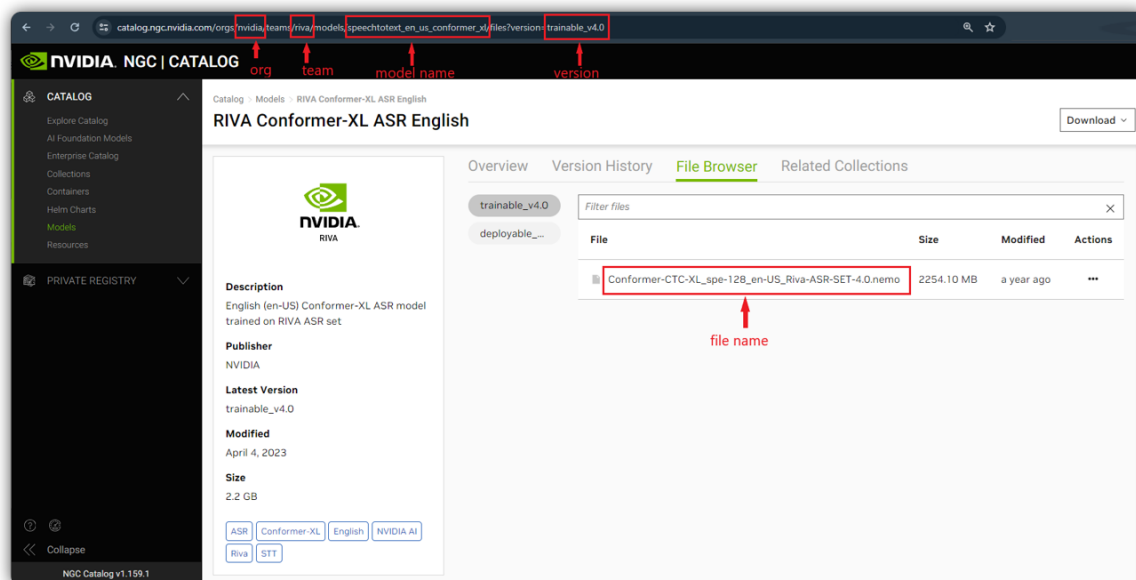 catalog.ngc.nvidia.com/orgs/nvidia/teams/riva/models/speechtotext_en_us_conformer_xl/files?version=trainable_v4.0
NVIDIA. NGC | CATALOG
org
team
model name
version
CATALOG
Explore Catalog
AI Foundation Models
Enterprise Catalog
Collections
Containers
Helm Charts
Models
Resources
PRIVATE REGISTRY
Collapse
NGC Catalog v1.159.1
Catalog > Models > RIVA Conformer-XL ASR English
RIVA Conformer-XL ASR English
Download
NVIDIA.
RIVA
Description
English (en-US) Conformer-XL ASR model
trained on RIVA ASR set
Publisher
NVIDIA
Latest Version
trainable_v4.0
Modified
April 4, 2023
Size
2.2 GB
ASR Conformer-XL English NVIDIA AI
Riva STT
Overview Version History File Browser Related Collections
trainable_v4.0
deployable_...
Filter files
File Size Modified Actions
Conformer-CTC-XL_spe-128_en-US_Riva-ASR-SET-4.0.nemo 2254.10 MB a year ago •••
file name